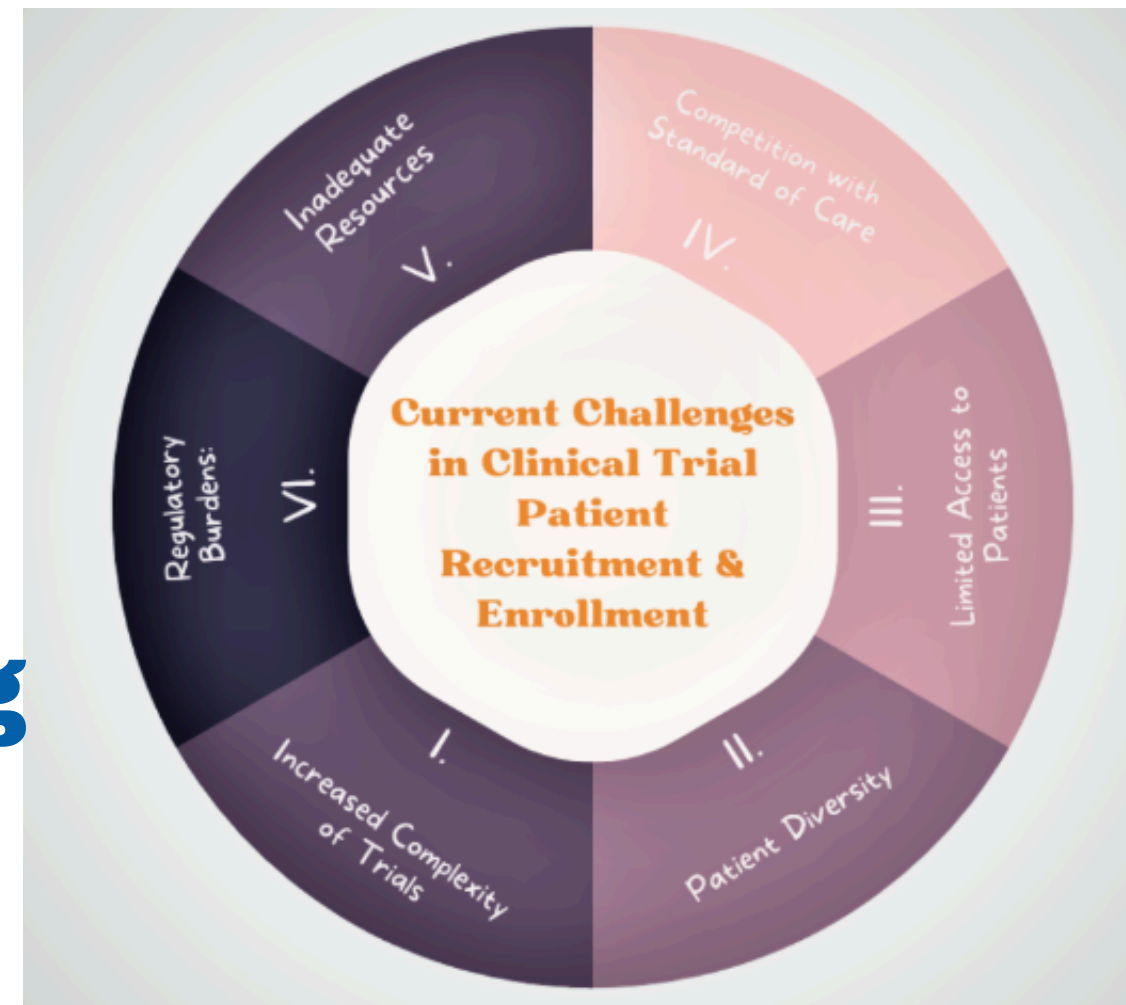 Current Challenges
in Clinical Trial
Patient
Recruitment &
Enrollment
I.
Increased Complexity
of Trials
II.
Patient Diversity
III.
Limited Access to
Patients
IV.
Competition with
Standard of Care
V.
Inadequate
Resources
VI.
Regulatory
Burdens:
g